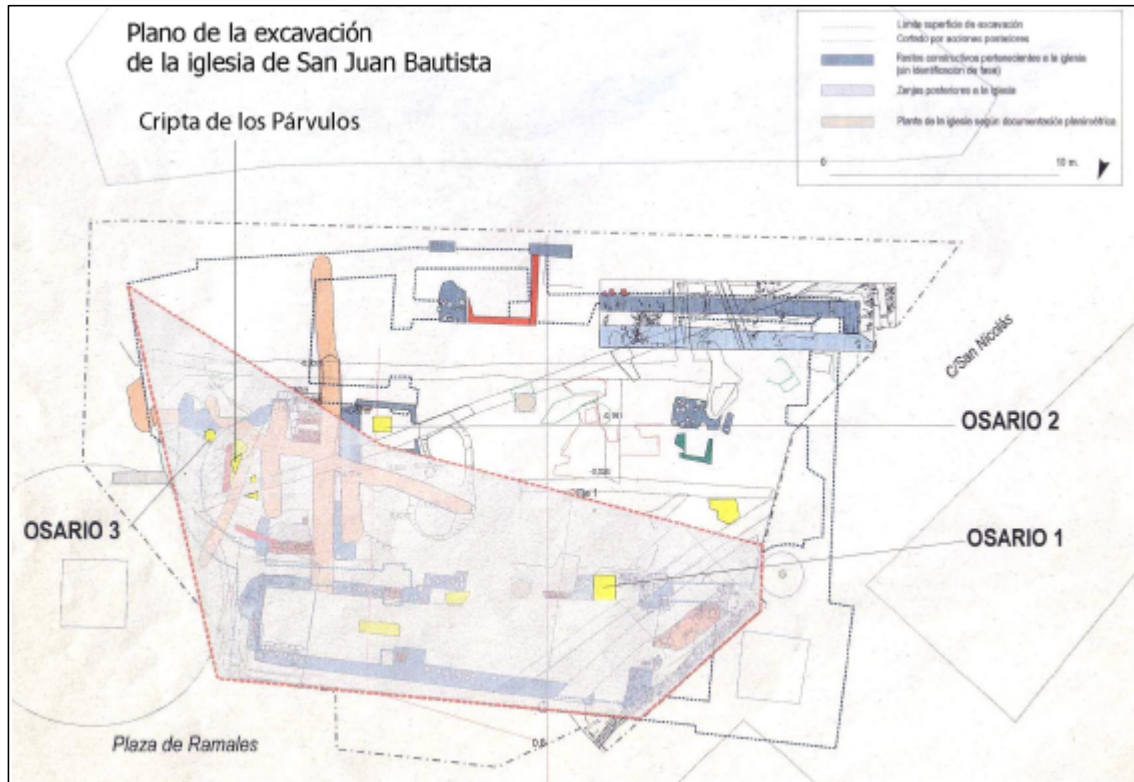 Plano de la excavación
de la iglesia de San Juan Bautista
Cripta de los Párvulos
Límite superficie de excavación
Cortado por acciones posteriores
Restos constructivos pertenecientes a la iglesia
(sin identificación de fase)
Zanjas posteriores a la iglesia
Planta de la iglesia según documentación planimétrica.
0 10 m.
C/San Nicolás
OSARIO 2
OSARIO 3
OSARIO 1
Plaza de Ramales